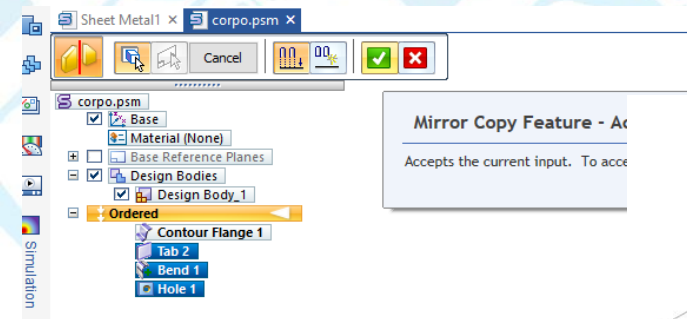 Sheet Metal1
corpo.psm
Cancel
corpo.psm
Base
Material (None)
Base Reference Planes
Design Bodies
Design Body_1
Ordered
Contour Flange 1
Tab 2
Bend 1
Hole 1
Mirror Copy Feature - Ac
Accepts the current input. To acce
Simulation